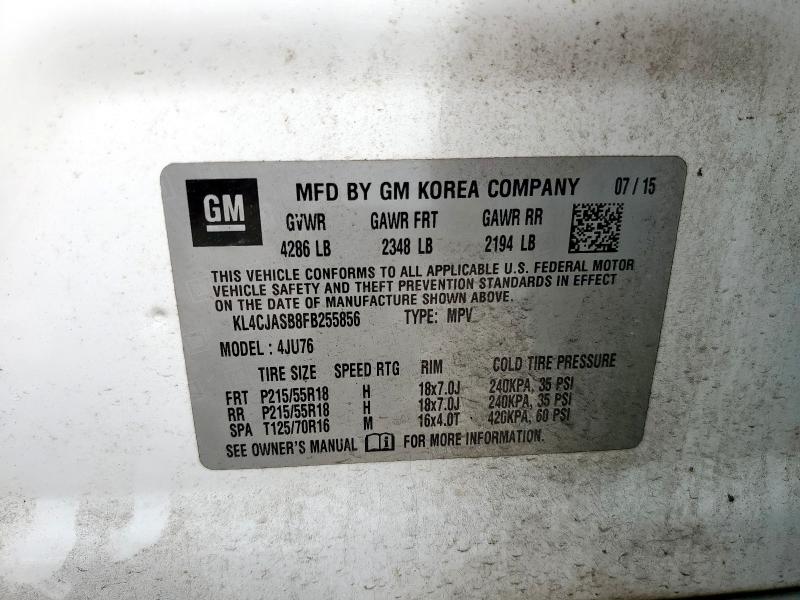 GM
MFD BY GM KOREA COMPANY 07 / 15
GVWR GAWR FRT GAWR RR
4286 LB 2348 LB 2194 LB
THIS VEHICLE CONFORMS TO ALL APPLICABLE U.S. FEDERAL MOTOR
VEHICLE SAFETY AND THEFT PREVENTION STANDARDS IN EFFECT
ON THE DATE OF MANUFACTURE SHOWN ABOVE.
KL4CJASB8FB255856 TYPE: MPV
MODEL : 4JU76
TIRE SIZE SPEED RTG RIM COLD TIRE PRESSURE
FRT P215/55R18 H 18x7.0J 240KPA, 35 PSI
RR P215/55R18 H 18x7.0J 240KPA, 35 PSI
SPA T125/70R16 M 16x4.0T 420KPA, 60 PSI
SEE OWNER'S MANUAL i FOR MORE INFORMATION.